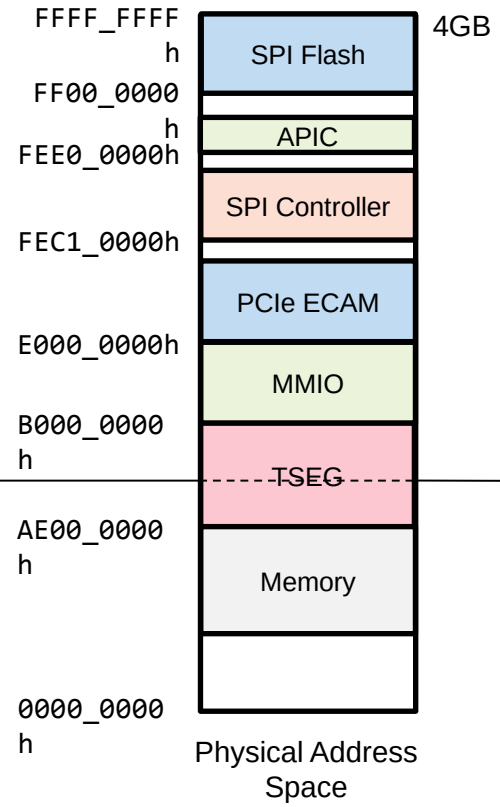 FFFF_FFFF
h
4GB
SPI Flash
FF00_0000
h
APIC
FEE0_0000h
SPI Controller
FEC1_0000h
PCIe ECAM
E000_0000h
MMIO
B000_0000
h
TSEG
AE00_0000
h
Memory
0000_0000
h
Physical Address
Space